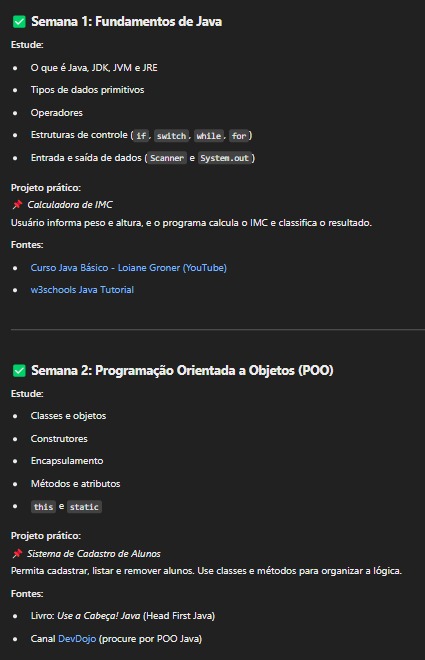 ✅ Semana 1: Fundamentos de Java
Estude:
• O que é Java, JDK, JVM e JRE
• Tipos de dados primitivos
• Operadores
• Estruturas de controle (if, switch, while, for)
• Entrada e saída de dados (Scanner e System.out)
Projeto prático:
📌 Calculadora de IMC
Usuário informa peso e altura, e o programa calcula o IMC e classifica o resultado.
Fontes:
• Curso Java Básico - Loiane Groner (YouTube)
• w3schools Java Tutorial
✅ Semana 2: Programação Orientada a Objetos (POO)
Estude:
• Classes e objetos
• Construtores
• Encapsulamento
• Métodos e atributos
• this e static
Projeto prático:
📌 Sistema de Cadastro de Alunos
Permita cadastrar, listar e remover alunos. Use classes e métodos para organizar a lógica.
Fontes:
• Livro: Use a Cabeça! Java (Head First Java)
• Canal DevDojo (procure por POO Java)